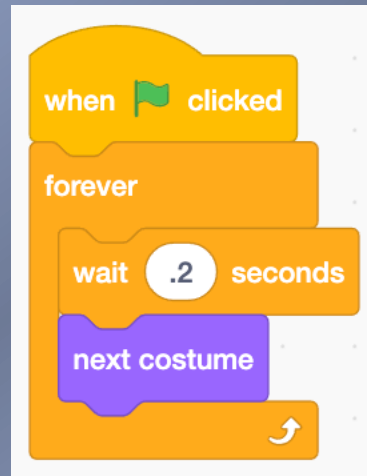 when clicked
forever
wait .2 seconds
next costume